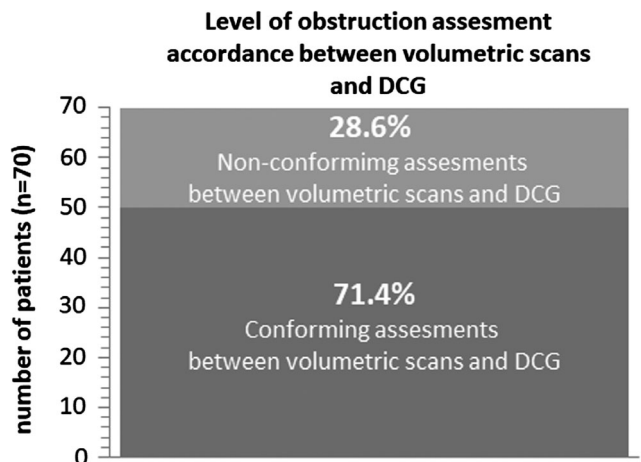 Level of obstruction assesment
accordance between volumetric scans
and DCG
number of patients (n=70)
70
60
50
40
30
20
10
0
28.6%
Non-conformimg assesments
between volumetric scans and DCG
71.4%
Conforming assesments
between volumetric scans and DCG